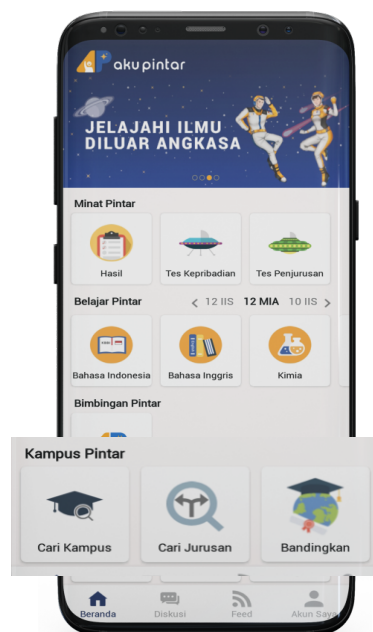 aku pintar
JELAJAHI ILMU
DILUAR ANGKASA
Minat Pintar
Hasil
Tes Kepribadian
Tes Penjurusan
Belajar Pintar
< 12 IIS 12 MIA 10 IIS >
Bahasa Indonesia
Bahasa Inggris
Kimia
Bimbingan Pintar
Kampus Pintar
Cari Kampus
Cari Jurusan
Bandingkan
Beranda
Diskusi
Feed
Akun Saya